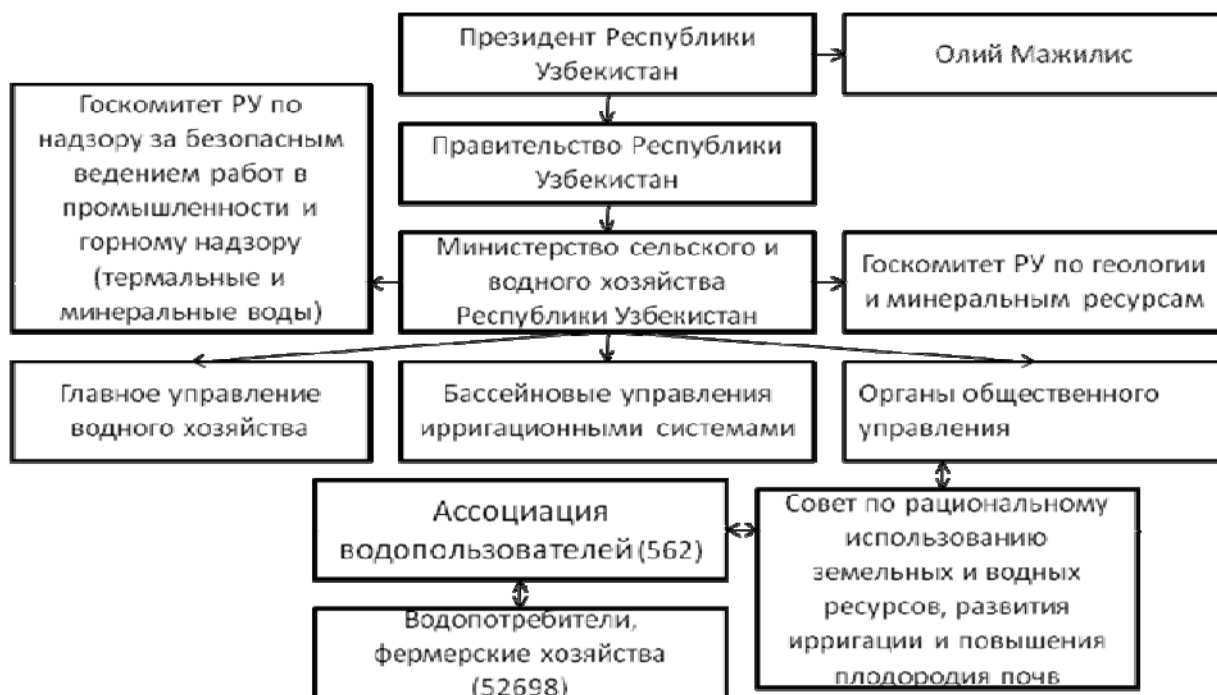 Президент Республики
Узбекистан
Олий Мажилис
Госкомитет РУ по
надзору за безопасным
ведением работ в
промышленности и
горному надзору
(термальные и
минеральные воды)
Правительство Республики
Узбекистан
Министерство сельского и
водного хозяйства
Республики Узбекистан
Госкомитет РУ по геологии
и минеральным ресурсам
Главное управление
водного хозяйства
Бассейновые управления
ирригационными системами
Органы общественного
управления
Ассоциация
водопользователей (562)
Совет по рациональному
использованию
земельных и водных
ресурсов, развития
ирригации и повышения
плодородия почв
Водопотребители,
фермерские хозяйства
(52698)